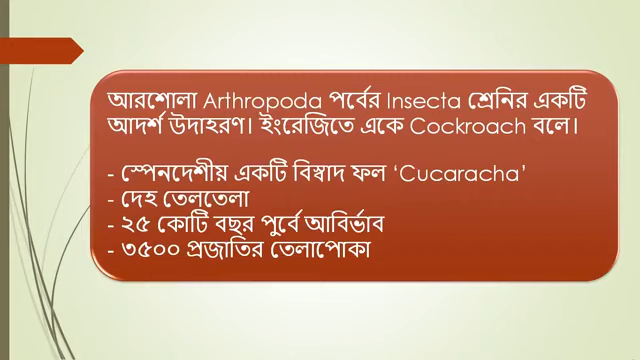 আরশোলা Arthropoda পর্বের Insecta শ্রেনির একটি
আদর্শ উদাহরণ। ইংরেজিতে একে Cockroach বলে।
- স্পেনদেশীয় একটি বিস্বাদ ফল ‘Cucaracha’
- দেহ তেলতেলা
- ২৫ কোটি বছর পুর্বে আবির্ভাব
- ৩৫০০ প্রজাতির তেলাপোকা